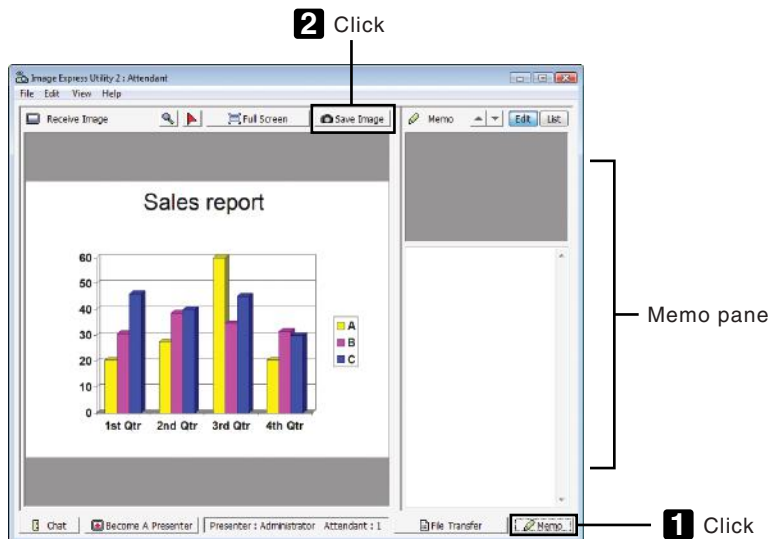 2 Click
Image Express Utility 2 : Attendant
File Edit View Help
Receive Image Full Screen Save Image Memo Edit List
Sales report
60
50
40
30
20
10
0
A
B
C
1st Qtr 2nd Qtr 3rd Qtr 4th Qtr
Memo pane
Chat Become A Presenter Presenter : Administrator Attendant : 1 File Transfer Memo
1 Click